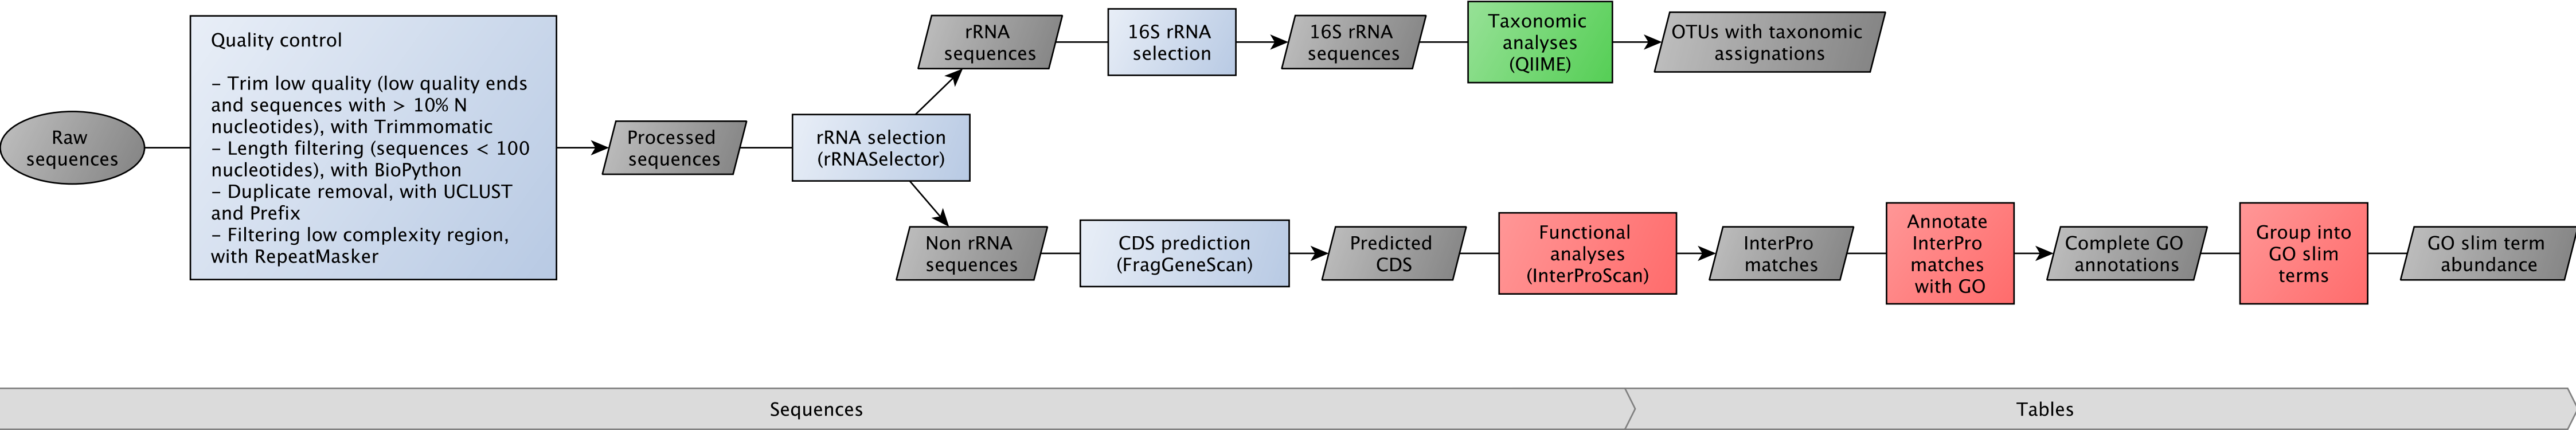 Raw
sequences
Quality control
– Trim low quality (low quality ends
and sequences with > 10% N
nucleotides), with Trimmomatic
– Length filtering (sequences < 100
nucleotides), with BioPython
– Duplicate removal, with UCLUST
and Prefix
– Filtering low complexity region,
with RepeatMasker
Processed
sequences
rRNA selection
(rRNASelector)
rRNA
sequences
16S rRNA
selection
16S rRNA
sequences
Taxonomic
analyses
(QIIME)
OTUs with taxonomic
assignations
Non rRNA
sequences
CDS prediction
(FragGeneScan)
Predicted
CDS
Functional
analyses
(InterProScan)
InterPro
matches
Annotate
InterPro
matches
with GO
Complete GO
annotations
Group into
GO slim
terms
GO slim term
abundance
Sequences
Tables